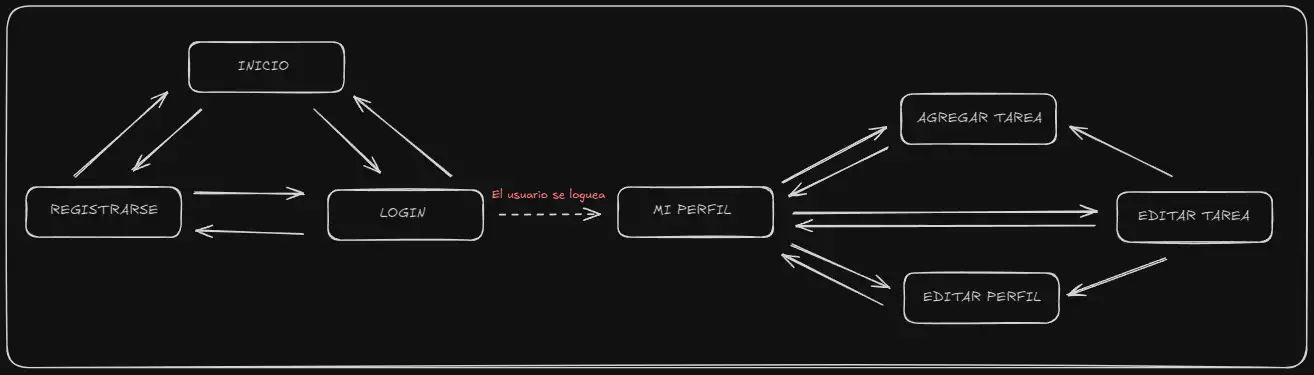 INICIO
AGREGAR TAREA
El usuario se loguea
REGISTRARSE
LOGIN
MI PERFIL
EDITAR TAREA
EDITAR PERFIL